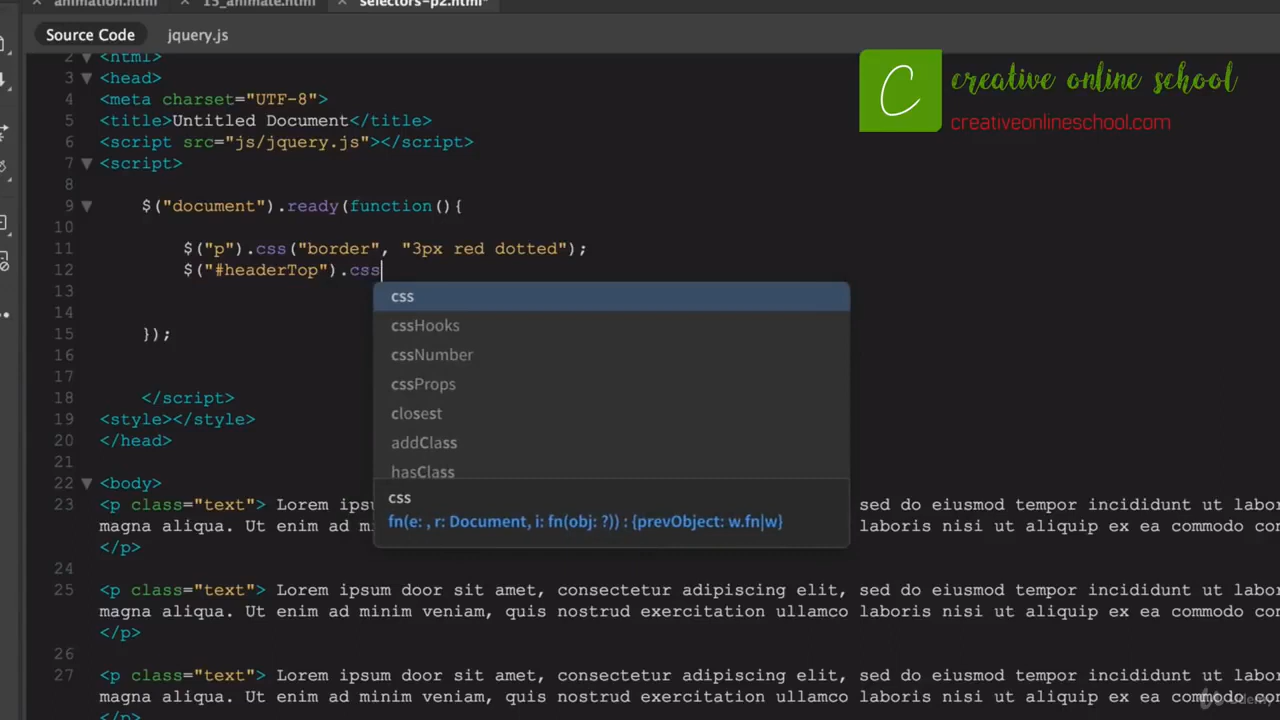 animation.html 15_animate.html selectors-p2.html*
Source Code jquery.js
creative online school
creativeonlineschool.com
C
2 <html>
3 <head>
4 <meta charset="UTF-8">
5 <title>Untitled Document</title>
6 <script src="js/jquery.js"></script>
7 <script>
8
9 $("document").ready(function(){
10
11 $("p").css("border", "3px red dotted");
12 $("#headerTop").css
13
14
15 });
16
17
18 </script>
19 <style></style>
20 </head>
21
22 <body>
css
cssHooks
cssNumber
cssProps
closest
addClass
hasClass
css
fn(e: , r: Document, i: fn(obj: ?)) : {prevObject: w.fn|w}
23 <p class="text"> Lorem ipsu sed do eiusmod tempor incididunt ut labor
magna aliqua. Ut enim ad mi laboris nisi ut aliquip ex ea commodo con
</p>
24
25 <p class="text"> Lorem ipsum door sit amet, consectetur adipiscing elit, sed do eiusmod tempor incididunt ut labor
magna aliqua. Ut enim ad minim veniam, quis nostrud exercitation ullamco laboris nisi ut aliquip ex ea commodo con
</p>
26
27 <p class="text"> Lorem ipsum door sit amet, consectetur adipiscing elit, sed do eiusmod tempor incididunt ut labor
magna aliqua. Ut enim ad minim veniam, quis nostrud exercitation ullamco laboris nisi ut aliquip ex ea commodo
</p>
Udemy